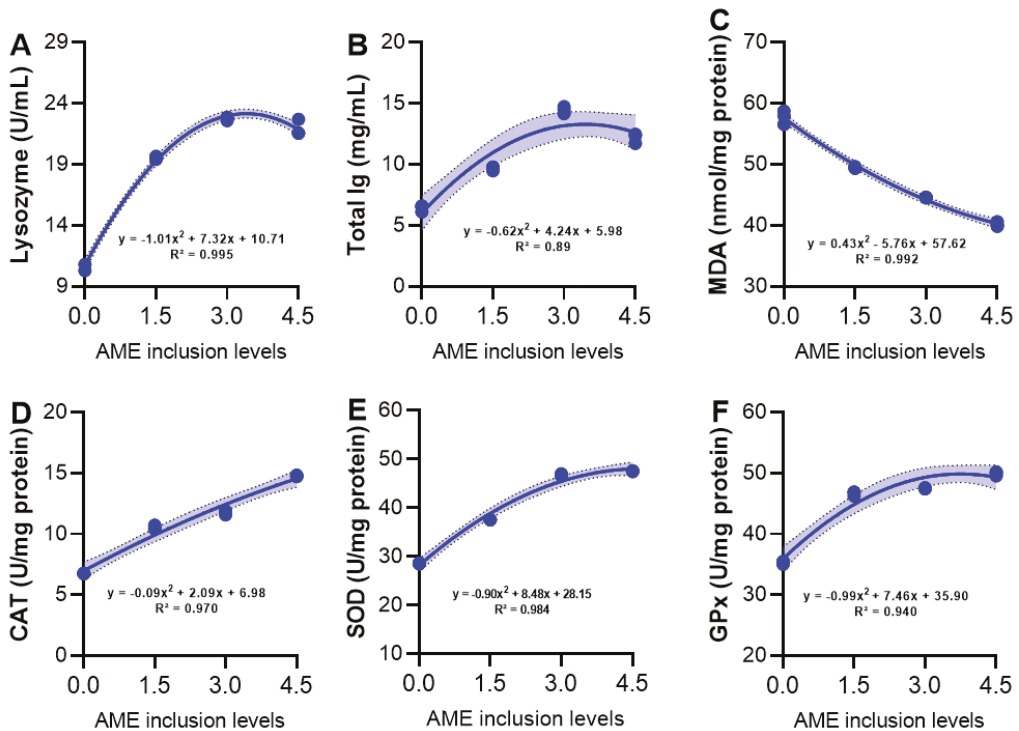 A
Lysozyme (U/mL)
29
24
19
14
9
y = -1.01x² + 7.32x + 10.71
R² = 0.995
0.0 1.5 3.0 4.5
AME inclusion levels
B
Total Ig (mg/mL)
20
15
10
5
0
y = -0.62x² + 4.24x + 5.98
R² = 0.89
0.0 1.5 3.0 4.5
AME inclusion levels
C
MDA (nmol/mg protein)
70
60
50
40
30
y = 0.43x² - 5.76x + 57.62
R² = 0.992
0.0 1.5 3.0 4.5
AME inclusion levels
D
CAT (U/mg protein)
20
15
10
5
0
y = -0.09x² + 2.09x + 6.98
R² = 0.970
0.0 1.5 3.0 4.5
AME inclusion levels
E
SOD (U/mg protein)
60
50
40
30
20
10
y = -0.90x² + 8.48x + 28.15
R² = 0.984
0.0 1.5 3.0 4.5
AME inclusion levels
F
GPx (U/mg protein)
60
50
40
30
20
y = -0.99x² + 7.46x + 35.90
R² = 0.940
0.0 1.5 3.0 4.5
AME inclusion levels